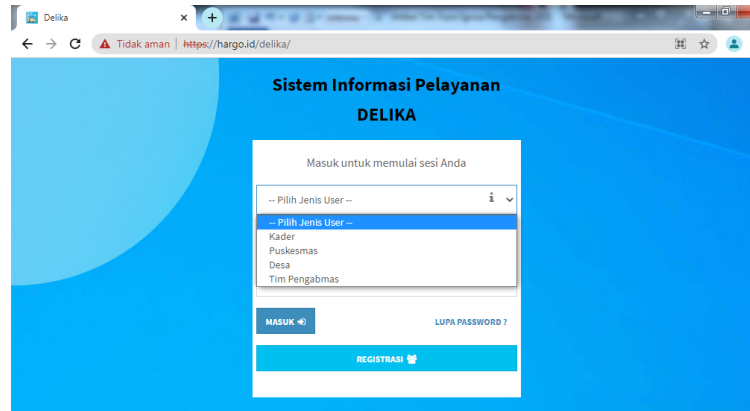 Delika
Tidak aman | https://hargo.id/delika/
Sistem Informasi Pelayanan
DELIKA
Masuk untuk memulai sesi Anda
-- Pilih Jenis User --
-- Pilih Jenis User --
Kader
Puskesmas
Desa
Tim Pengabmas
MASUK
LUPA PASSWORD ?
REGISTRASI